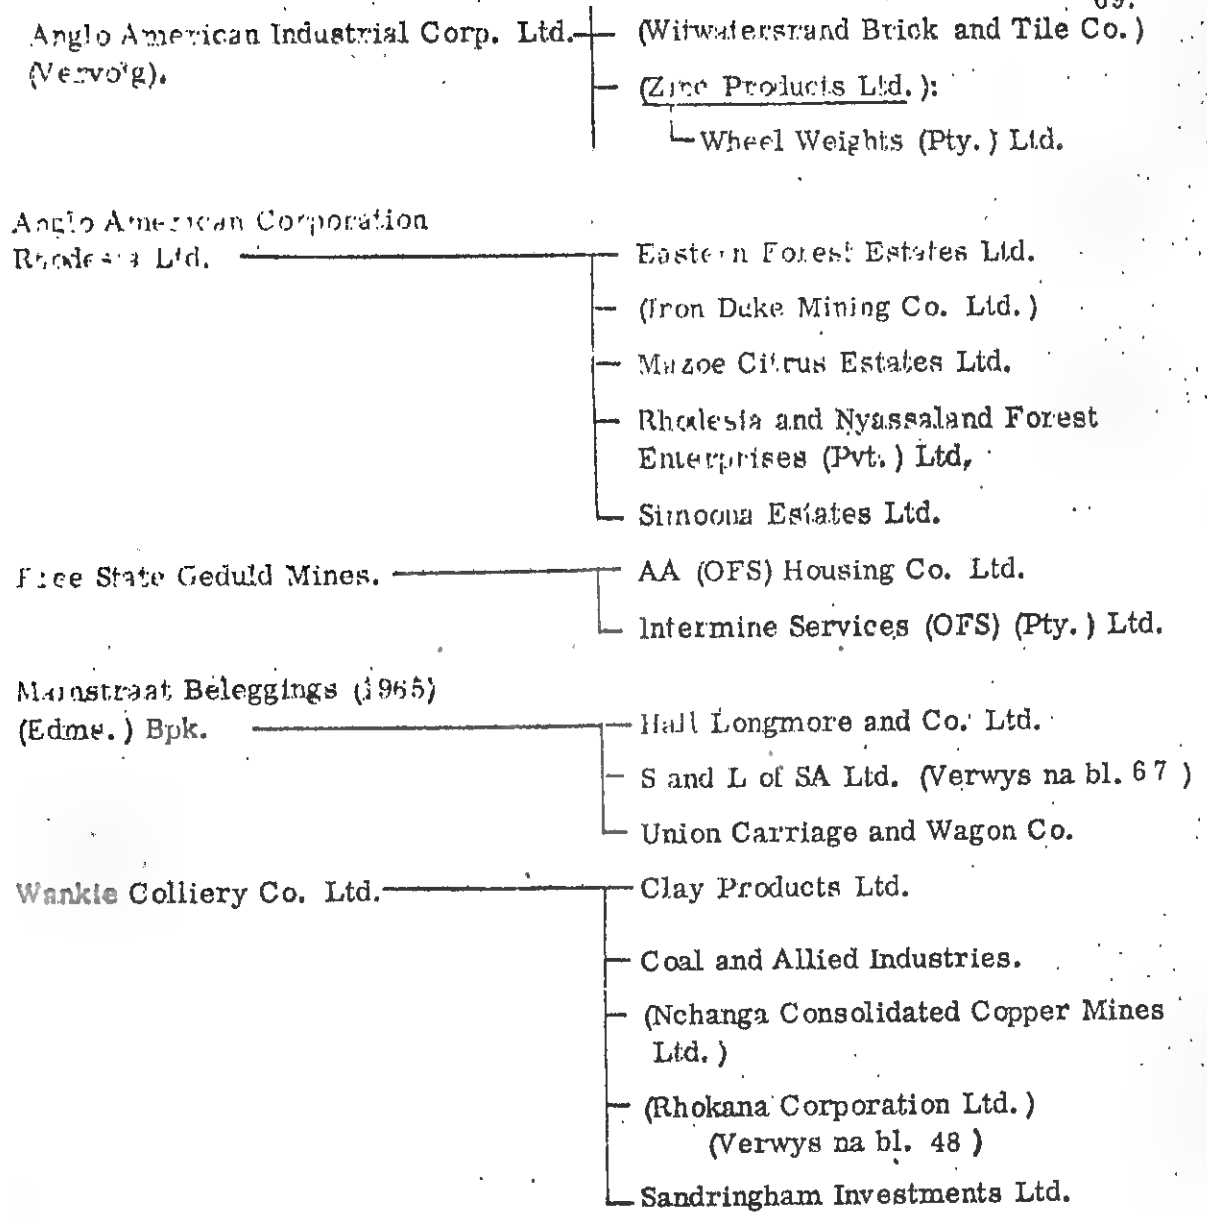 69.
Anglo American Industrial Corp. Ltd.
(Vervolg).
(Witwatersrand Brick and Tile Co.)
(Zinc Products Ltd.):
Wheel Weights (Pty.) Ltd.
Anglo American Corporation
Rhodesia Ltd.
Eastern Forest Estates Ltd.
(Iron Duke Mining Co. Ltd.)
Mazoe Citrus Estates Ltd.
Rhodesia and Nyassaland Forest
Enterprises (Pvt.) Ltd.
Simoona Estates Ltd.
Free State Geduld Mines.
AA (OFS) Housing Co. Ltd.
Intermine Services (OFS) (Pty.) Ltd.
Mainstraat Beleggings (1965)
(Edms.) Bpk.
Hall Longmore and Co. Ltd.
S and L of SA Ltd. (Verwys na bl. 67)
Union Carriage and Wagon Co.
Wankie Colliery Co. Ltd.
Clay Products Ltd.
Coal and Allied Industries.
(Nchanga Consolidated Copper Mines
Ltd.)
(Rhokana Corporation Ltd.)
(Verwys na bl. 48)
Sandringham Investments Ltd.